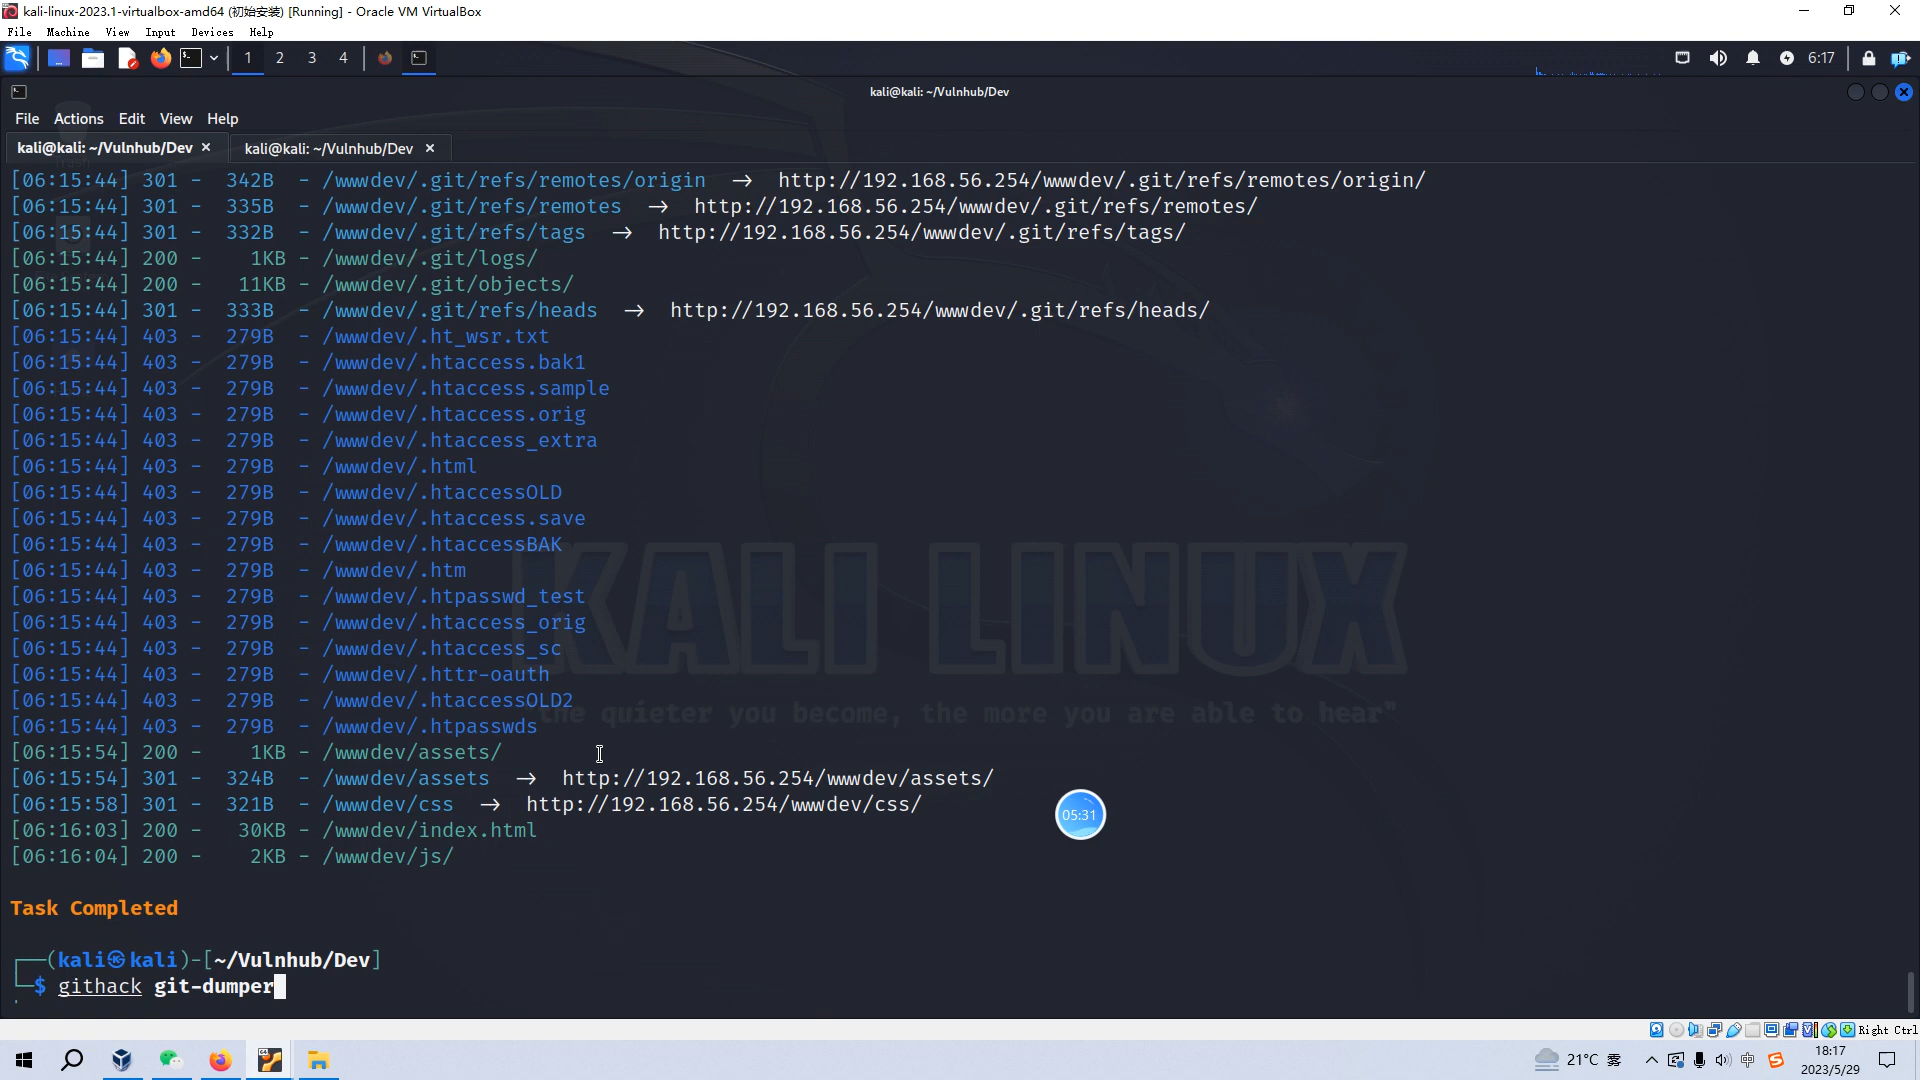 kali-linux-2023.1-virtualbox-amd64 (初始安装) [Running] - Oracle VM VirtualBox
File Machine View Input Devices Help
1 2 3 4 6:17
kali@kali: ~/Vulnhub/Dev
File Actions Edit View Help
kali@kali: ~/Vulnhub/Dev × kali@kali: ~/Vulnhub/Dev ×
[06:15:44] 301 - 342B - /wwwdev/.git/refs/remotes/origin → http://192.168.56.254/wwwdev/.git/refs/remotes/origin/
[06:15:44] 301 - 335B - /wwwdev/.git/refs/remotes → http://192.168.56.254/wwwdev/.git/refs/remotes/
[06:15:44] 301 - 332B - /wwwdev/.git/refs/tags → http://192.168.56.254/wwwdev/.git/refs/tags/
[06:15:44] 200 - 1KB - /wwwdev/.git/logs/
[06:15:44] 200 - 11KB - /wwwdev/.git/objects/
[06:15:44] 301 - 333B - /wwwdev/.git/refs/heads → http://192.168.56.254/wwwdev/.git/refs/heads/
[06:15:44] 403 - 279B - /wwwdev/.ht_wsr.txt
[06:15:44] 403 - 279B - /wwwdev/.htaccess.bak1
[06:15:44] 403 - 279B - /wwwdev/.htaccess.sample
[06:15:44] 403 - 279B - /wwwdev/.htaccess.orig
[06:15:44] 403 - 279B - /wwwdev/.htaccess_extra
[06:15:44] 403 - 279B - /wwwdev/.html
[06:15:44] 403 - 279B - /wwwdev/.htaccessOLD
[06:15:44] 403 - 279B - /wwwdev/.htaccess.save
[06:15:44] 403 - 279B - /wwwdev/.htaccessBAK
[06:15:44] 403 - 279B - /wwwdev/.htm
[06:15:44] 403 - 279B - /wwwdev/.htpasswd_test
[06:15:44] 403 - 279B - /wwwdev/.htaccess_orig
[06:15:44] 403 - 279B - /wwwdev/.htaccess_sc
[06:15:44] 403 - 279B - /wwwdev/.httr-oauth
[06:15:44] 403 - 279B - /wwwdev/.htaccessOLD2
[06:15:44] 403 - 279B - /wwwdev/.htpasswds
[06:15:54] 200 - 1KB - /wwwdev/assets/
[06:15:54] 301 - 324B - /wwwdev/assets → http://192.168.56.254/wwwdev/assets/
[06:15:58] 301 - 321B - /wwwdev/css → http://192.168.56.254/wwwdev/css/
[06:16:03] 200 - 30KB - /wwwdev/index.html
[06:16:04] 200 - 2KB - /wwwdev/js/
KALI LINUX
"the quieter you become, the more you are able to hear"
05:31
Task Completed
┌──(kali㉿kali)-[~/Vulnhub/Dev]
└─$ githack git-dumper
Right Ctrl
21°C 雾 中 18:17
2023/5/29